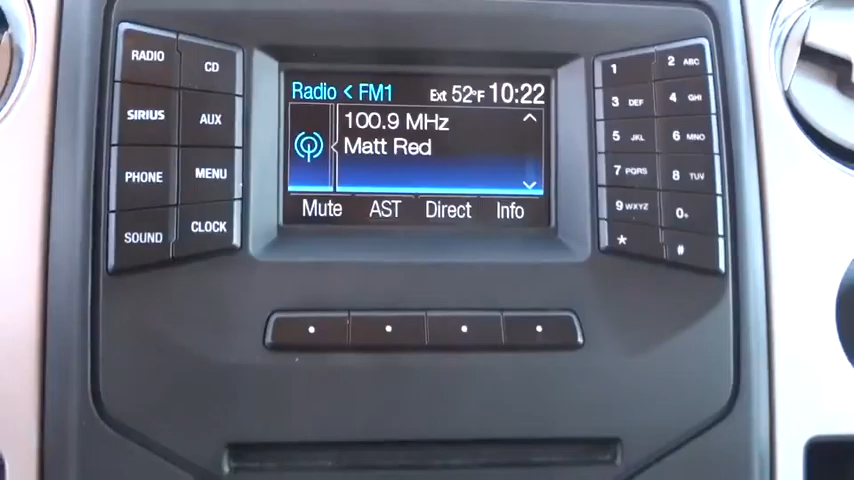 RADIO
CD
SIRIUS
AUX
PHONE
MENU
SOUND
CLOCK
Radio < FM1 Ext 52°F 10:22
100.9 MHz
Matt Red
Mute AST Direct Info
1
2 ABC
3 DEF
4 GHI
5 JKL
6 MNO
7 PQRS
8 TUV
9 WXYZ
0+
*
#